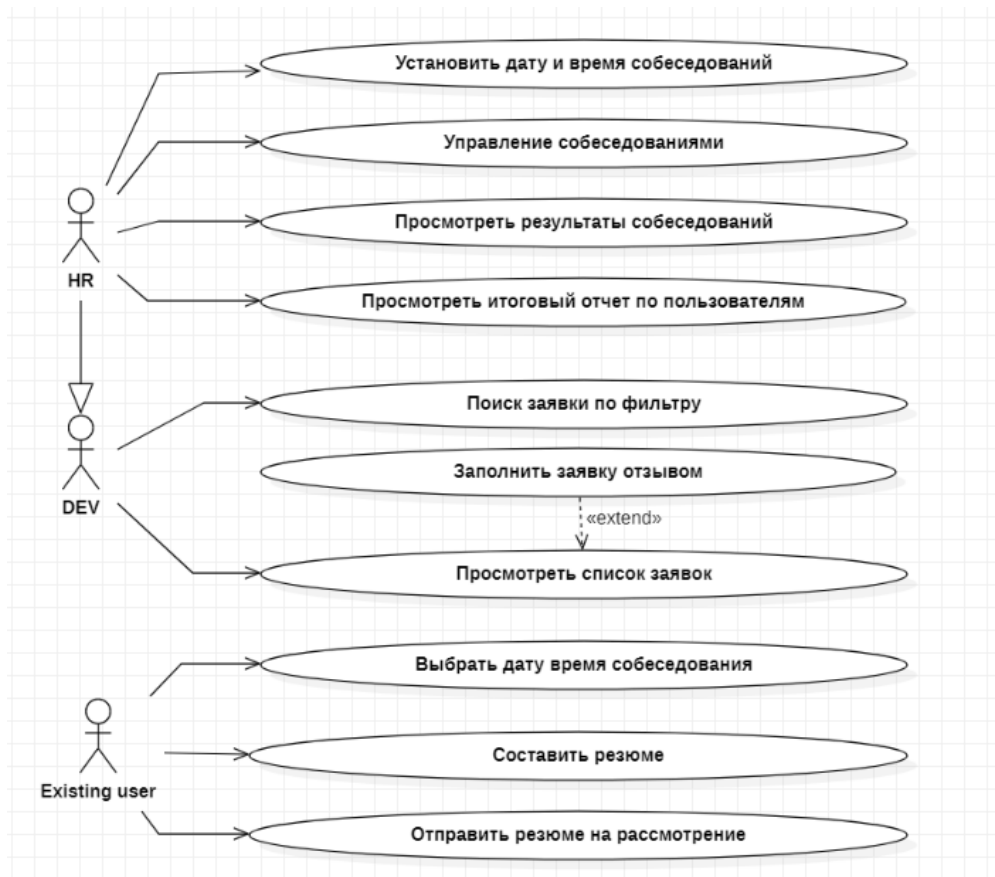 Установить дату и время собеседований
Управление собеседованиями
Просмотреть результаты собеседований
HR
Просмотреть итоговый отчет по пользователям
Поиск заявки по фильтру
Заполнить заявку отзывом
DEV
«extend»
Просмотреть список заявок
Выбрать дату время собеседования
Составить резюме
Existing user
Отправить резюме на рассмотрение